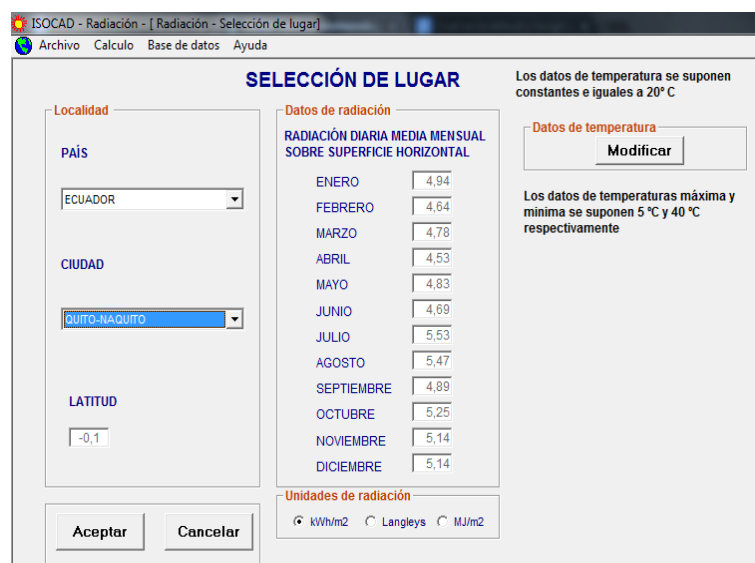 ISOCAD - Radiación - [ Radiación - Selección de lugar]
Archivo Calculo Base de datos Ayuda
SELECCIÓN DE LUGAR
Localidad
PAÍS
ECUADOR
CIUDAD
QUITO-NAQUITO
LATITUD
-0,1
Aceptar Cancelar
Datos de radiación
RADIACIÓN DIARIA MEDIA MENSUAL
SOBRE SUPERFICIE HORIZONTAL
ENERO 4,94
FEBRERO 4,64
MARZO 4,78
ABRIL 4,53
MAYO 4,83
JUNIO 4,69
JULIO 5,53
AGOSTO 5,47
SEPTIEMBRE 4,89
OCTUBRE 5,25
NOVIEMBRE 5,14
DICIEMBRE 5,14
Unidades de radiación
kWh/m2 Langleys MJ/m2
Los datos de temperatura se suponen
constantes e iguales a 20º C
Datos de temperatura
Modificar
Los datos de temperaturas máxima y
minima se suponen 5 ºC y 40 ºC
respectivamente